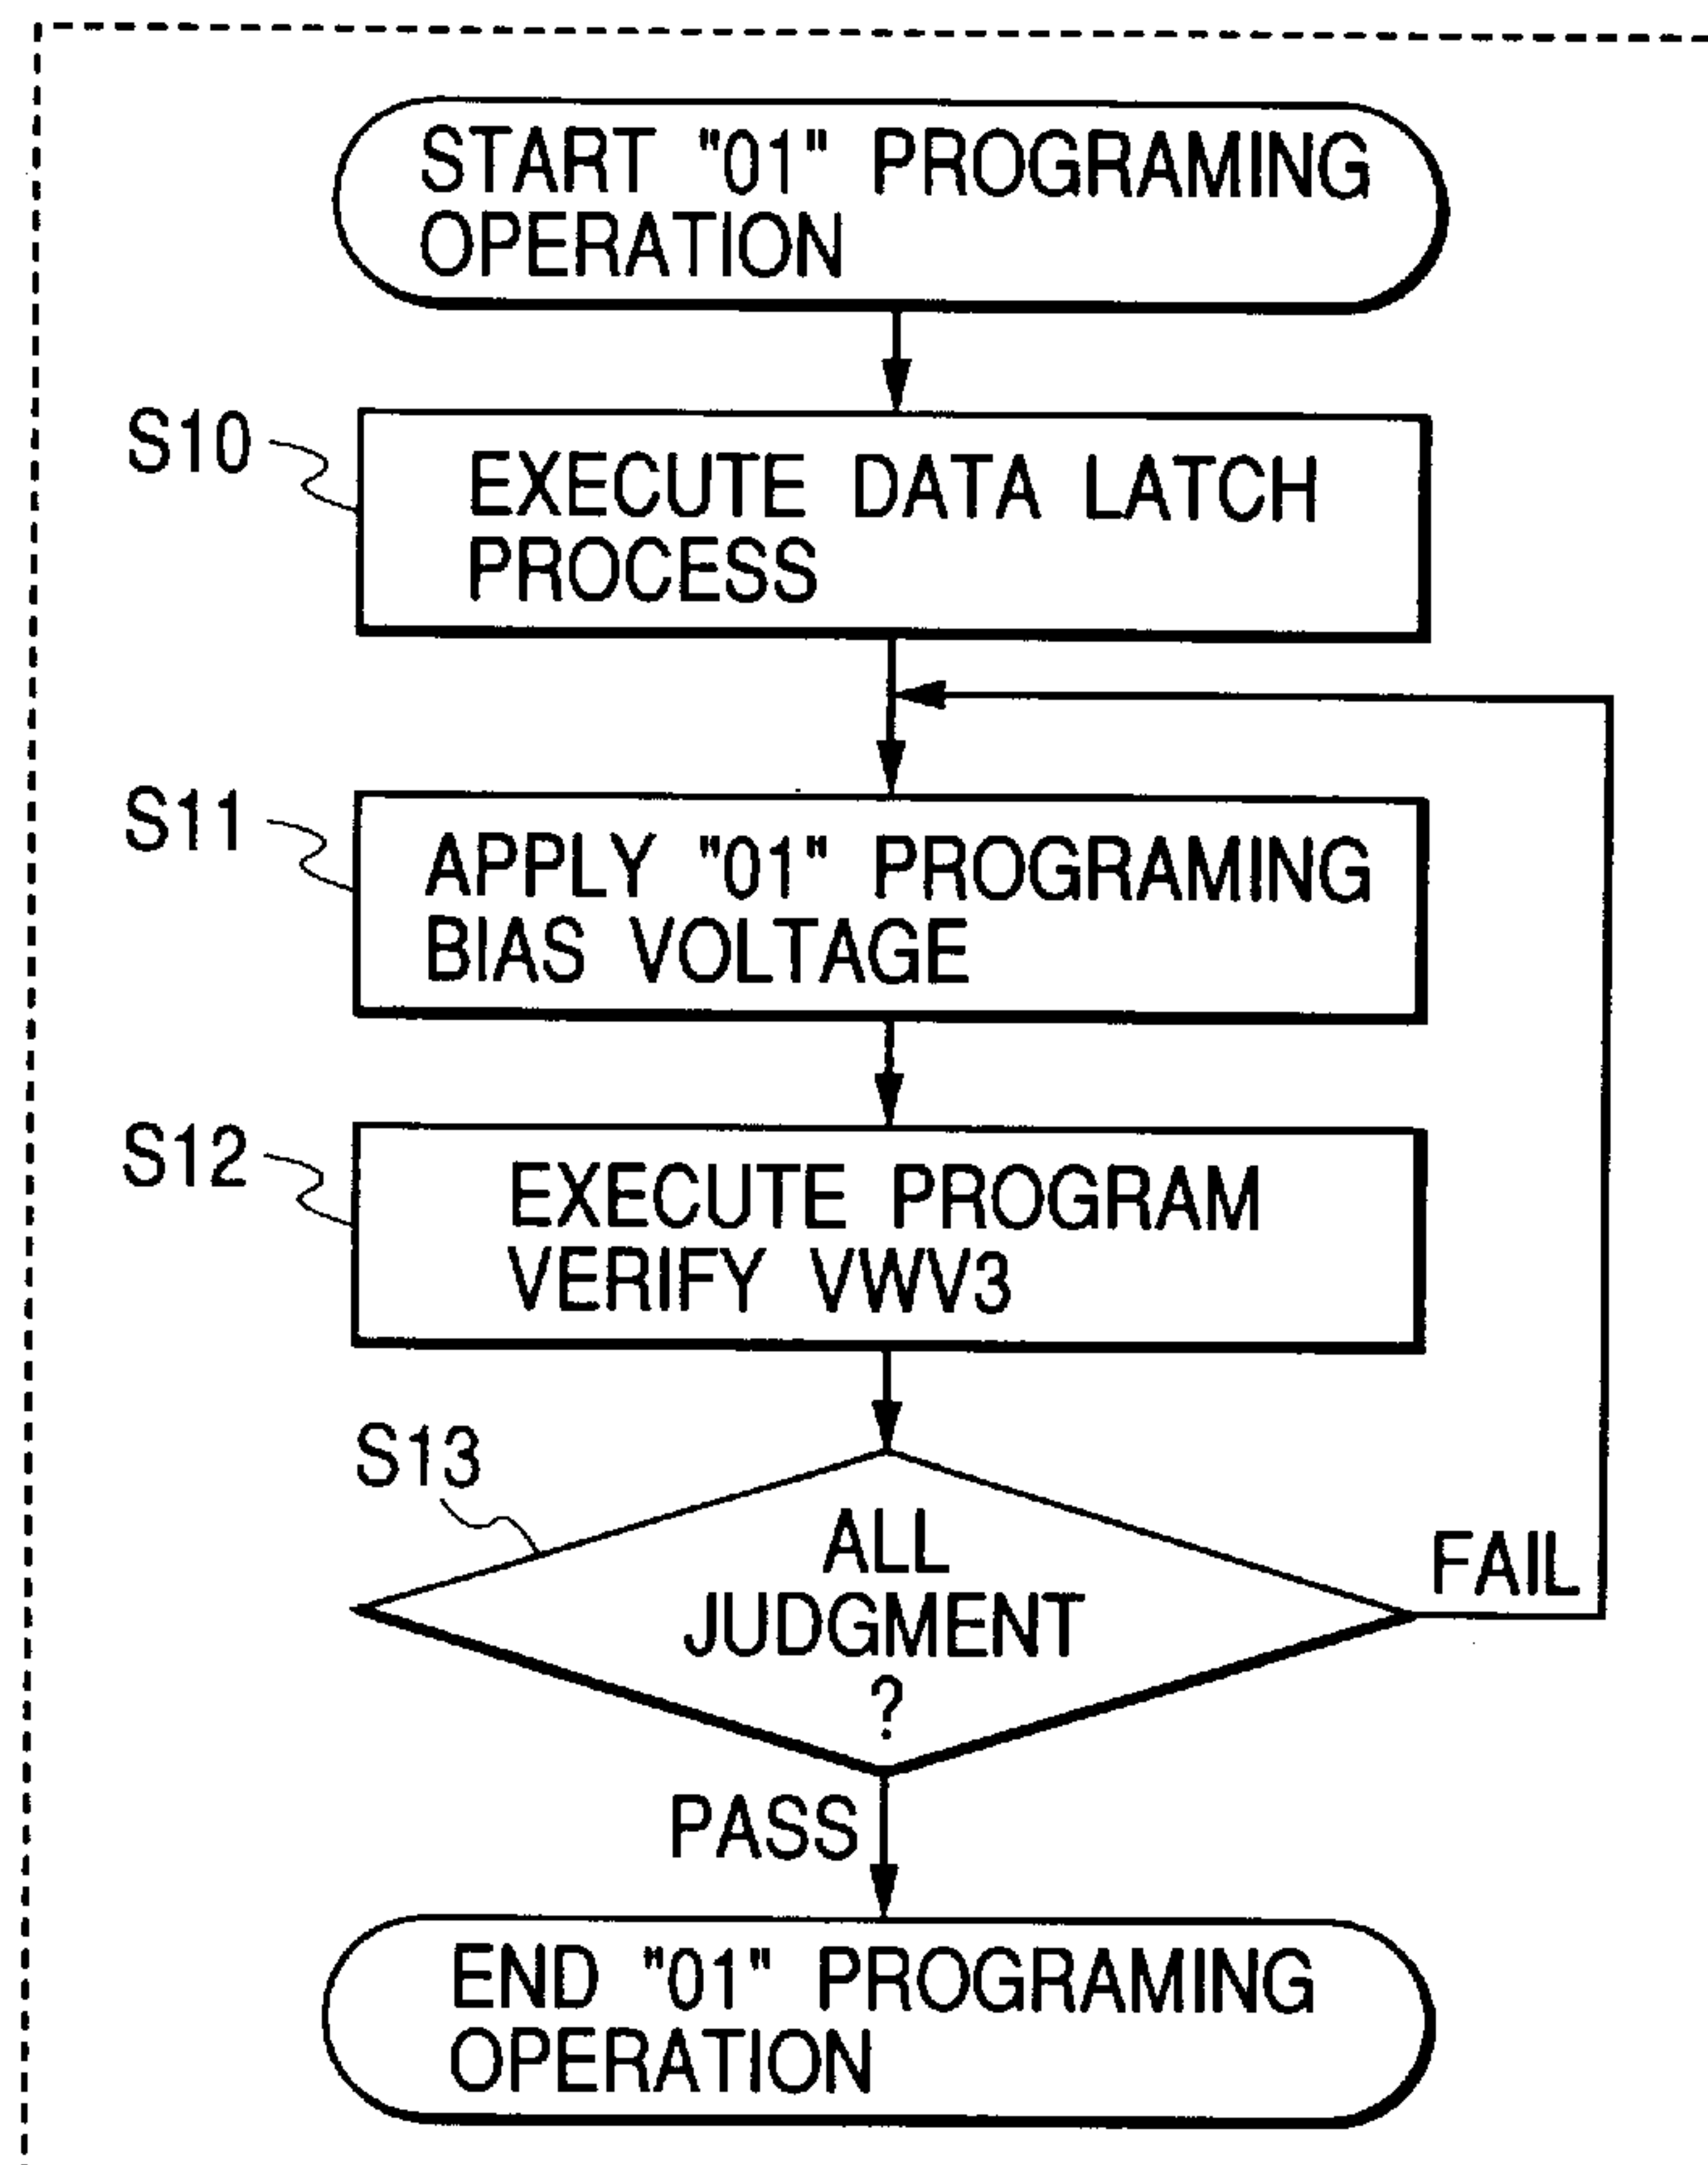 START "01" PROGRAMING
OPERATION
S10
EXECUTE DATA LATCH
PROCESS
S11
APPLY "01" PROGRAMING
BIAS VOLTAGE
S12
EXECUTE PROGRAM
VERIFY VWV3
S13
ALL
JUDGMENT
?
FAIL
PASS
END "01" PROGRAMING
OPERATION